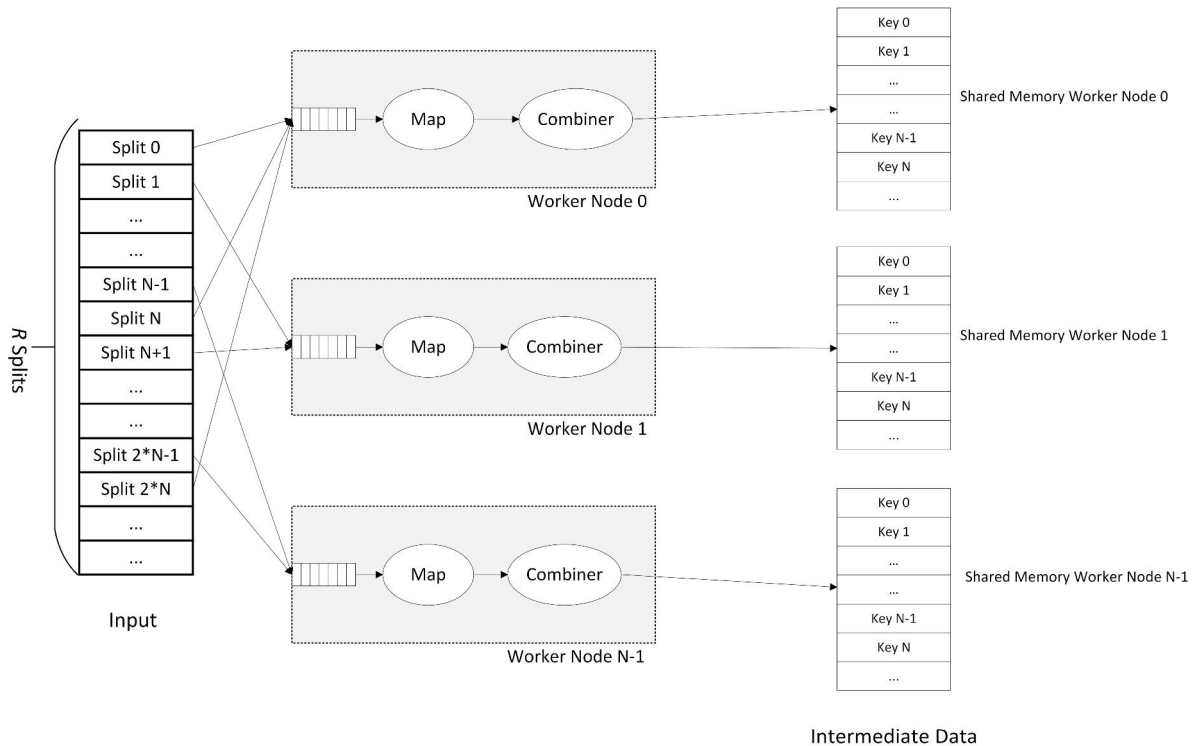 R Splits
Split 0
Split 1
...
...
Split N-1
Split N
Split N+1
...
...
Split 2*N-1
Split 2*N
...
...
Input
Map
Combiner
Worker Node 0
Map
Combiner
Worker Node 1
Map
Combiner
Worker Node N-1
Key 0
Key 1
...
...
Key N-1
Key N
...
Shared Memory Worker Node 0
Key 0
Key 1
...
...
Key N-1
Key N
...
Shared Memory Worker Node 1
Key 0
Key 1
...
...
Key N-1
Key N
...
Shared Memory Worker Node N-1
Intermediate Data